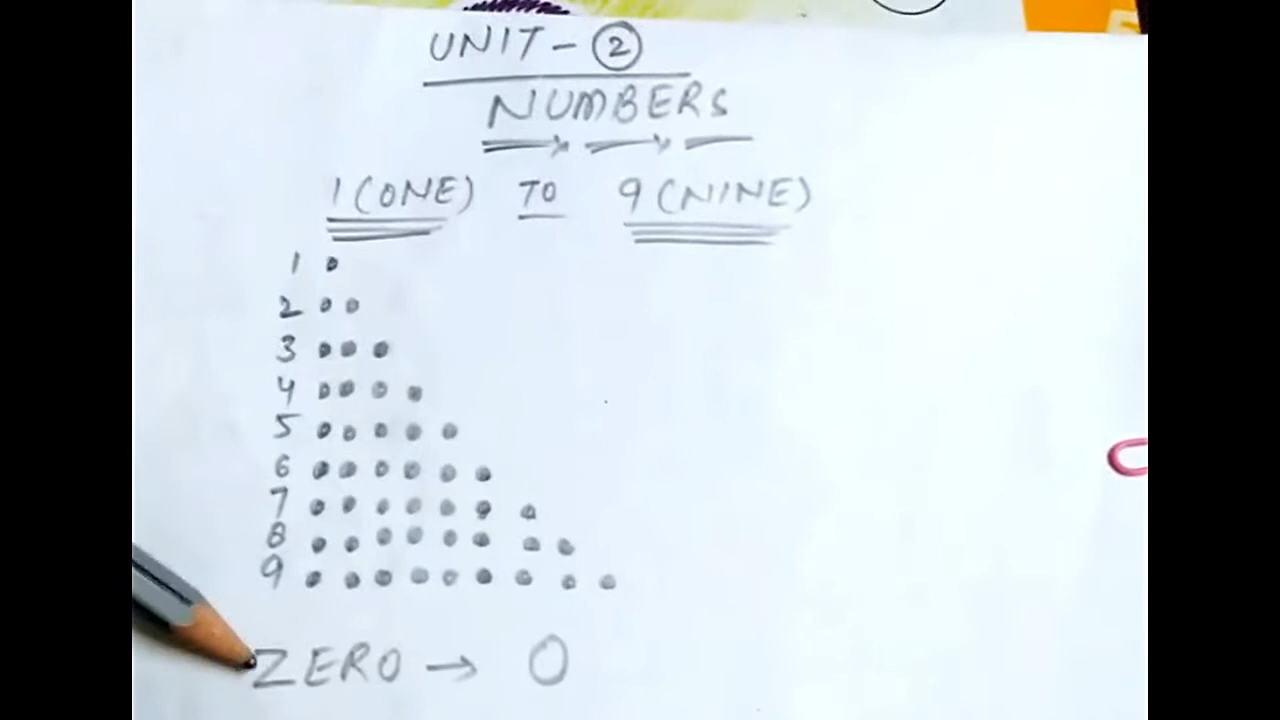 UNIT - 2
NUMBERS
1 (ONE) TO 9 (NINE)
1
2
3
4
5
6
7
8
9
ZERO → 0